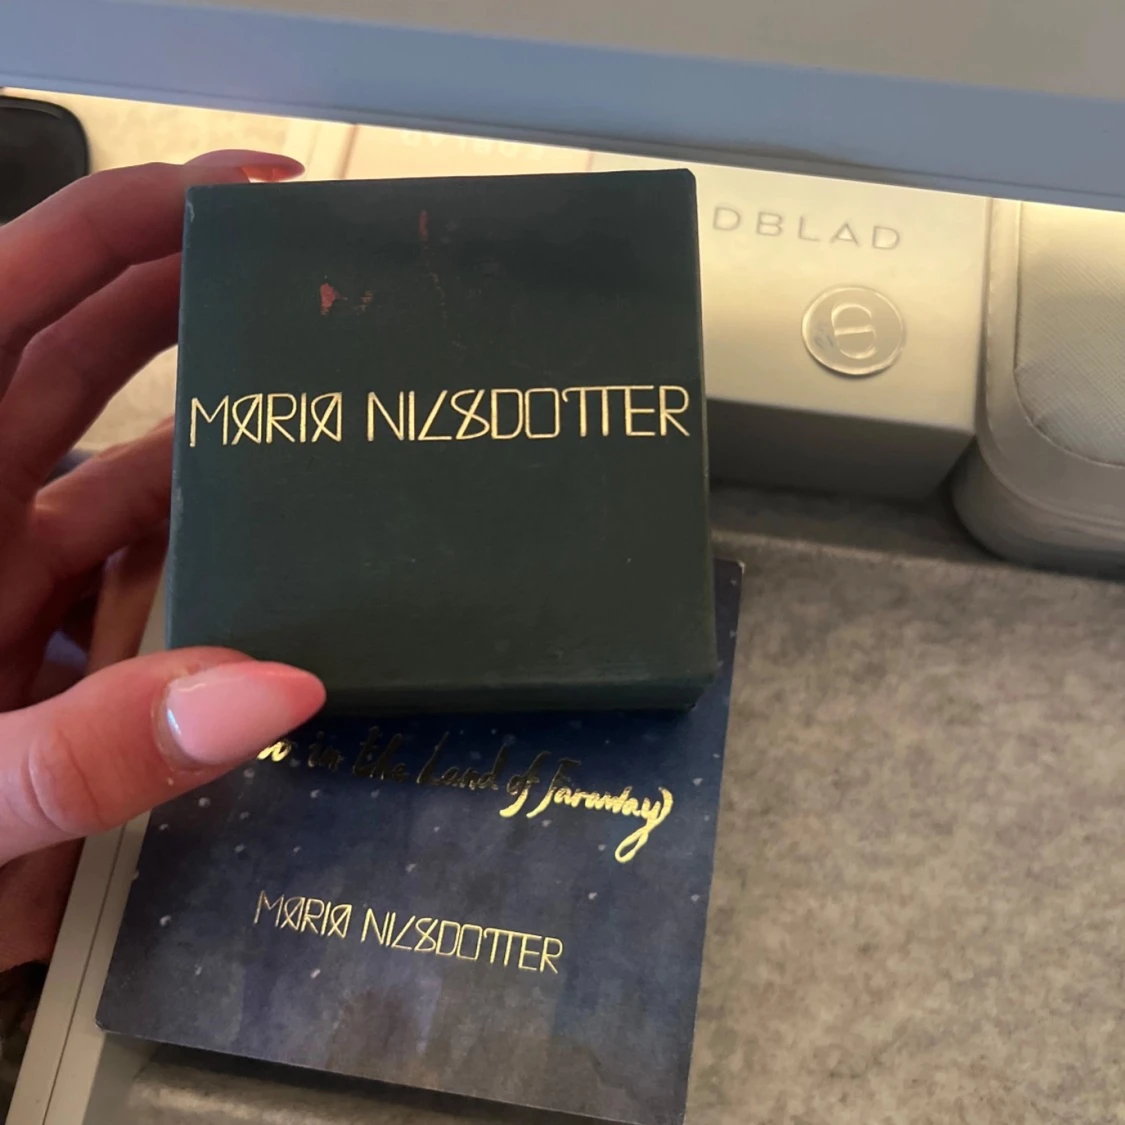 DBLAD
MARIA NILSDOTTER
in the Land of Faraway
MARIA NILSDOTTER